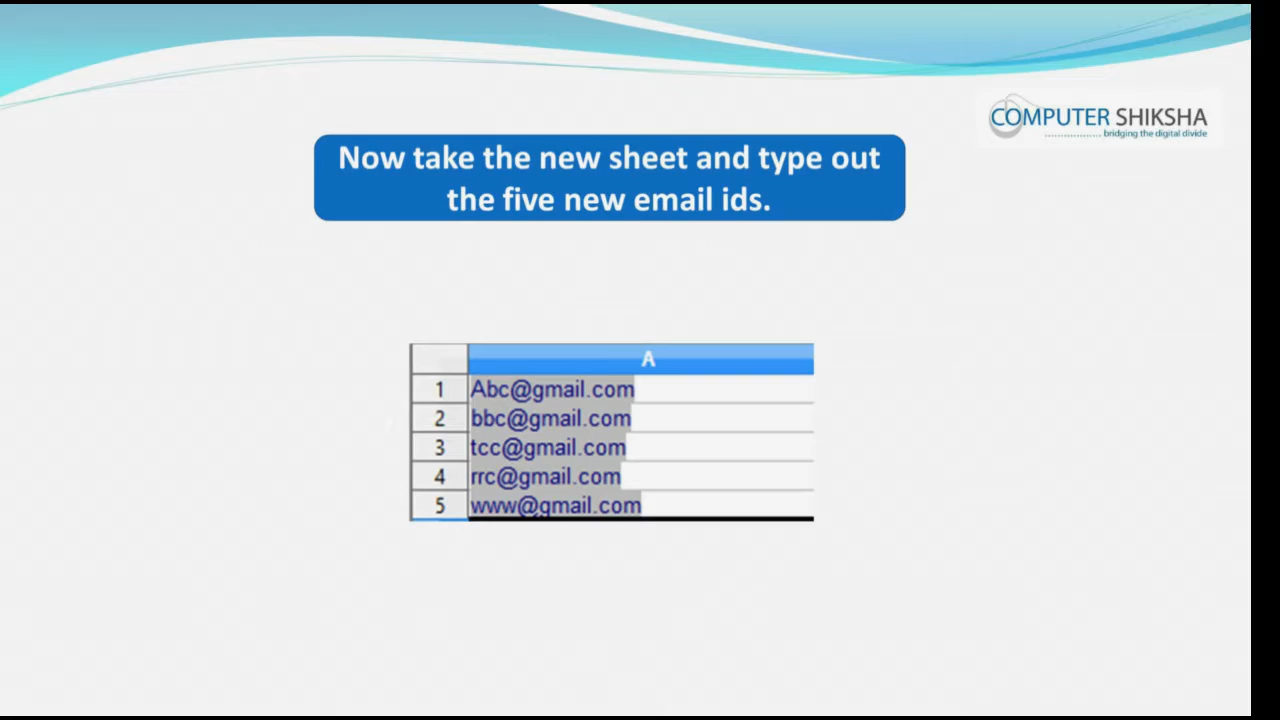 COMPUTER SHIKSHA
............... bridging the digital divide
Now take the new sheet and type out
the five new email ids.
A
1 Abc@gmail.com
2 bbc@gmail.com
3 tcc@gmail.com
4 rrc@gmail.com
5 www@gmail.com